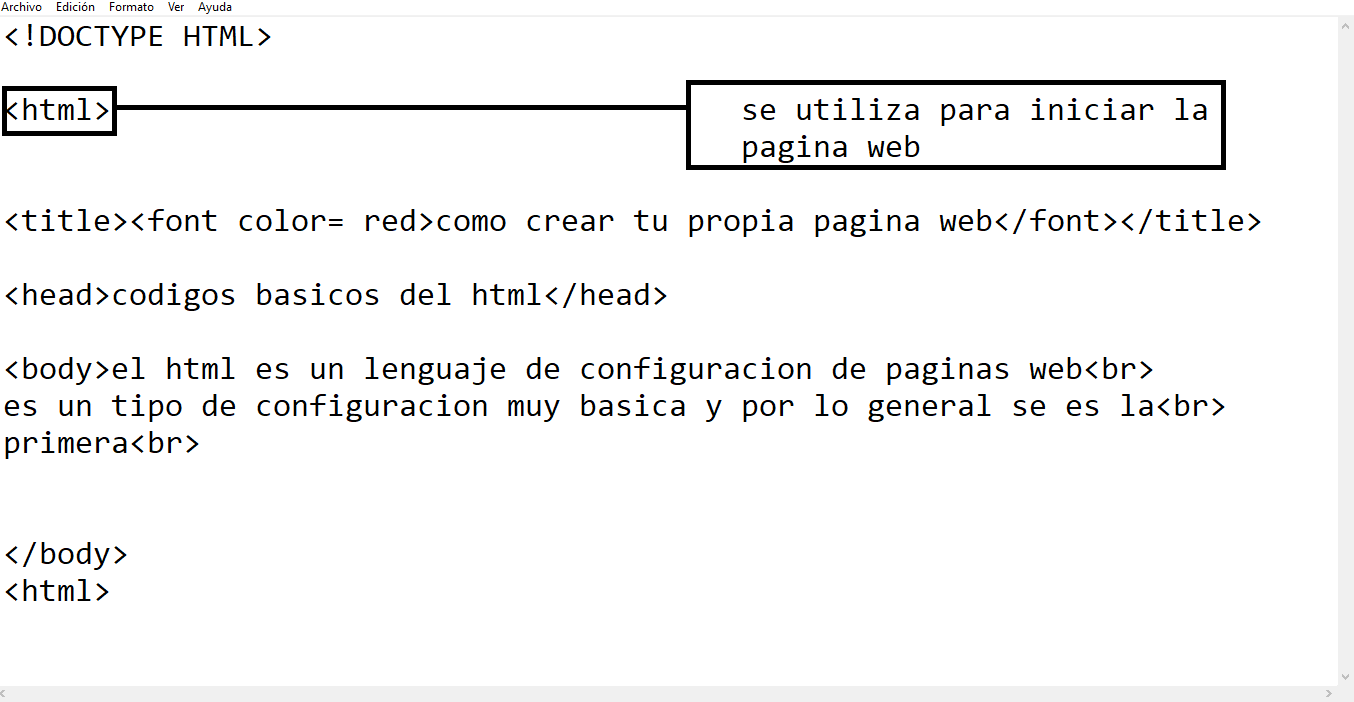 Archivo Edición Formato Ver Ayuda
<!DOCTYPE HTML>
<html>
se utiliza para iniciar la
pagina web
<title><font color= red>como crear tu propia pagina web</font></title>
<head>codigos basicos del html</head>
<body>el html es un lenguaje de configuracion de paginas web<br>
es un tipo de configuracion muy basica y por lo general se es la<br>
primera<br>
</body>
<html>